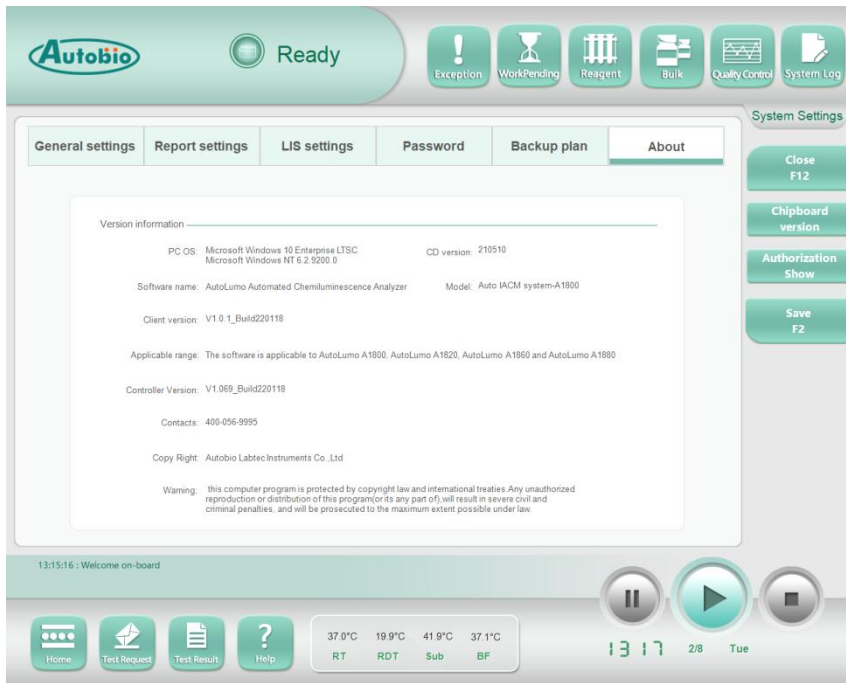 Autobio
Ready
Exception
WorkPending
Reagent
Bulk
Quality Control
System Log
System Settings
General settings
Report settings
LIS settings
Password
Backup plan
About
Close
F12
Chipboard
version
Authorization
Show
Save
F2
Version information
PC OS: Microsoft Windows 10 Enterprise LTSC
Microsoft Windows NT 6.2.9200.0
CD version: 210510
Software name: AutoLumo Automated Chemiluminescence Analyzer
Model: Auto IACM system-A1800
Client version: V1.0.1_Build220118
Applicable range: The software is applicable to AutoLumo A1800, AutoLumo A1820, AutoLumo A1860 and AutoLumo A1880
Controller Version: V1.069_Build220118
Contacts: 400-056-9995
Copy Right: Autobio Labtec Instruments Co.,Ltd
Warning: this computer program is protected by copyright law and international treaties.Any unauthorized
reproduction or distribution of this program(or its any part of),will result in severe civil and
criminal penalties, and will be prosecuted to the maximum extent possible under law.
13:15:16 : Welcome on-board
Home
Test Request
Test Result
?
Help
37.0°C 19.9°C 41.9°C 37.1°C
RT RDT Sub BF
13 17 2/8 Tue